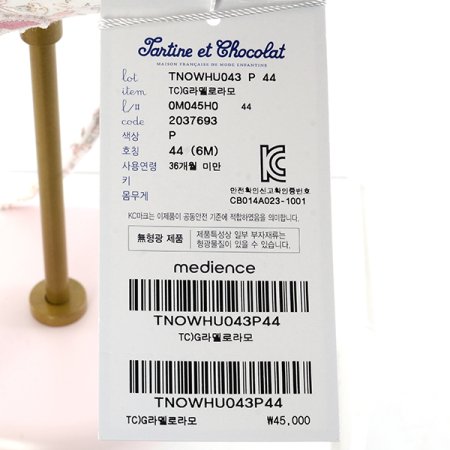 Tartine et Chocolat
MAISON FRANÇAISE DE MODE ENFANTINE
lot TNOWHU043 P 44
item TC)G라멜로라모
l/# 0M045H0 44
code 2037693
색상 P
호칭 44 (6M)
사용연령 36개월 미만
키
몸무게
안전확인신고확인증번호
CB014A023-1001
KC마크는 이제품이 공통안전 기준에 적합하였음을 의미합니다.
無형광 제품
제품특성상 일부 부자재류는
형광물질이 있을 수 있습니다.
medience
TNOWHU043P44
TC)G라멜로라모
TNOWHU043P44
TC)G라멜로라모 ₩45,000